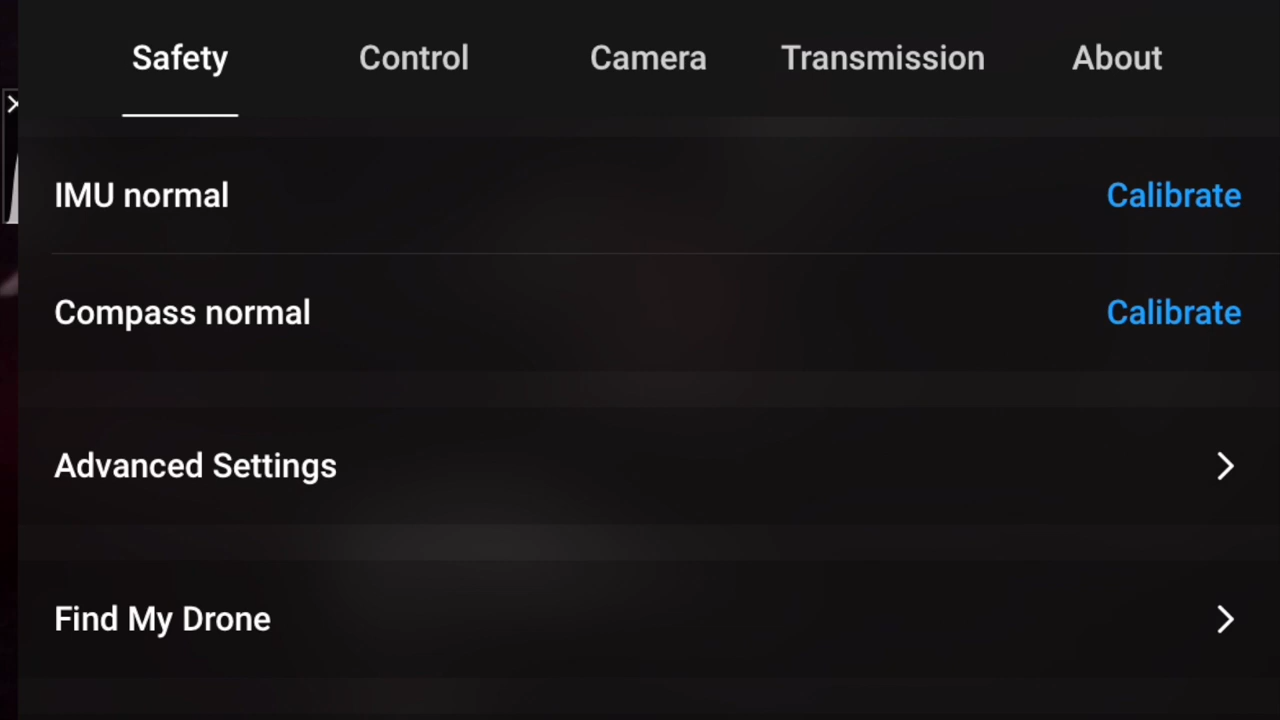 Safety Control Camera Transmission About
IMU normal Calibrate
Compass normal Calibrate
Advanced Settings
Find My Drone